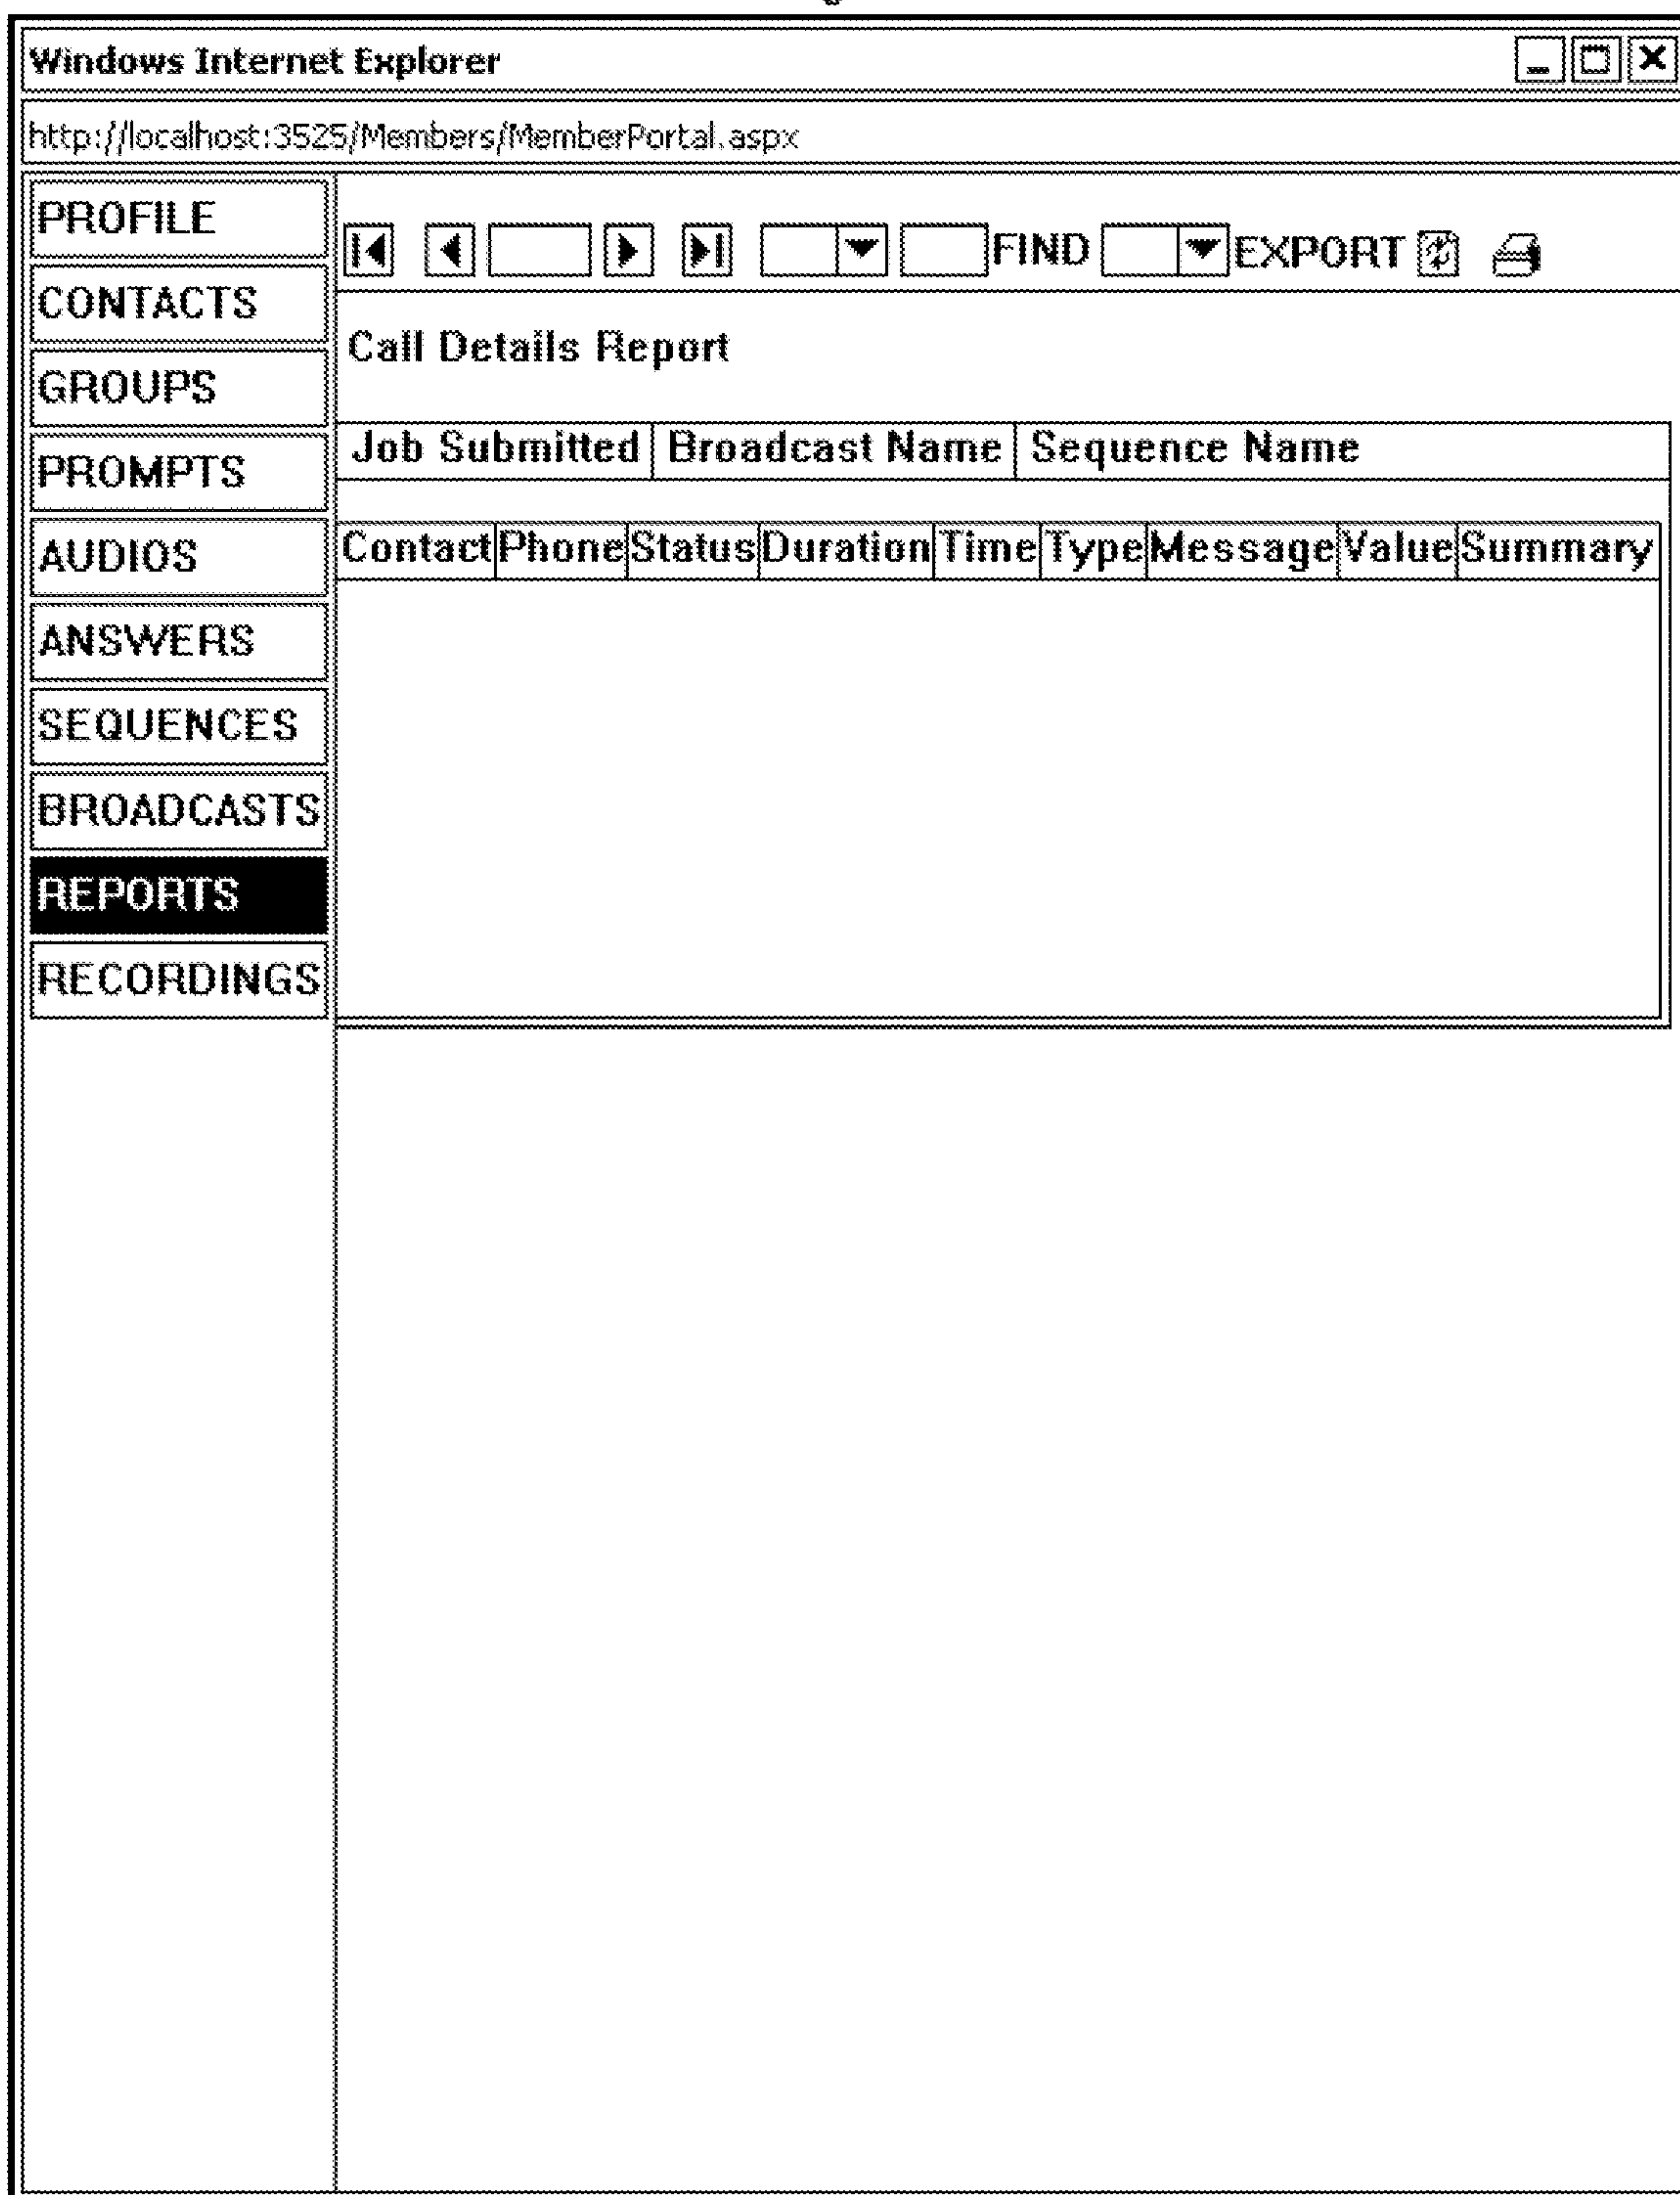 Windows Internet Explorer
http://localhost:3525/Members/MemberPortal.aspx
PROFILE
CONTACTS
GROUPS
PROMPTS
AUDIOS
ANSWERS
SEQUENCES
BROADCASTS
REPORTS
RECORDINGS
FIND EXPORT
Call Details Report
Job Submitted Broadcast Name Sequence Name
Contact Phone Status Duration Time Type Message Value Summary